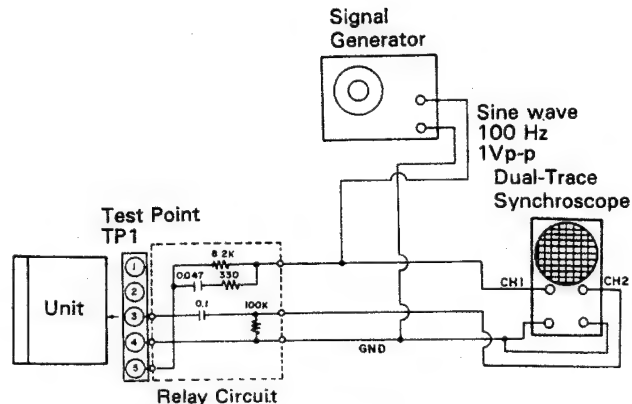 Signal
Generator
Sine wave
100 Hz
1Vp-p
Dual-Trace
Synchroscope
Test Point
TP1
1
2
3
4
5
8.2K
0.047
330
0.1
100K
Unit
CH1
CH2
GND
Relay Circuit